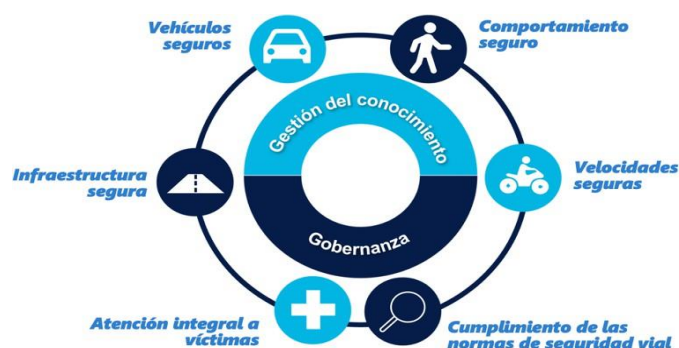 Vehículos
seguros
Comportamiento
seguro
Gestión del conocimiento
Infraestructura
segura
Velocidades
seguras
Gobernanza
Atención integral a
víctimas
Cumplimiento de las
normas de seguridad vial